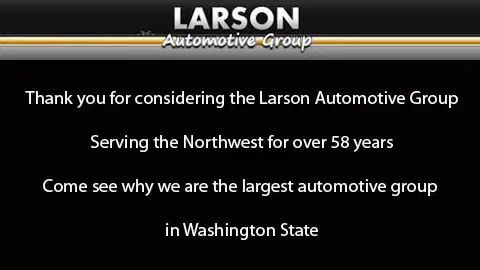 LARSON
Automotive Group
Thank you for considering the Larson Automotive Group
Serving the Northwest for over 58 years
Come see why we are the largest automotive group
in Washington State